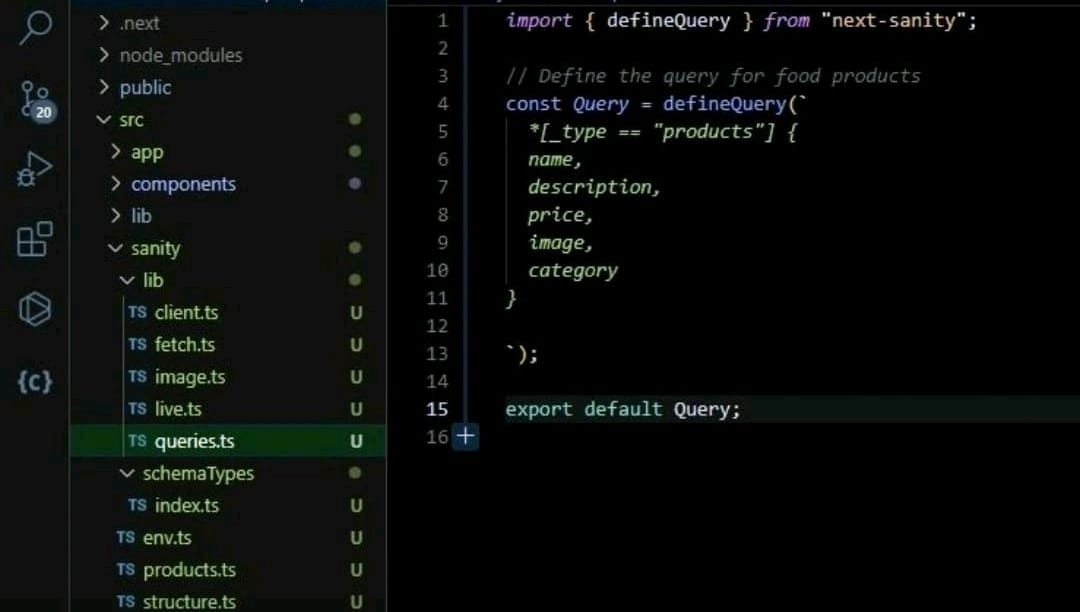 .next
node_modules
public
src
app
components
lib
sanity
lib
TS client.ts U
TS fetch.ts U
TS image.ts U
TS live.ts U
TS queries.ts U
schemaTypes
TS index.ts U
TS env.ts U
TS products.ts U
TS structure.ts U
20
{c}
1 import { defineQuery } from "next-sanity";
2
3 // Define the query for food products
4 const Query = defineQuery(`
5 *[_type == "products"] {
6 name,
7 description,
8 price,
9 image,
10 category
11 }
12
13 `);
14
15 export default Query;
16